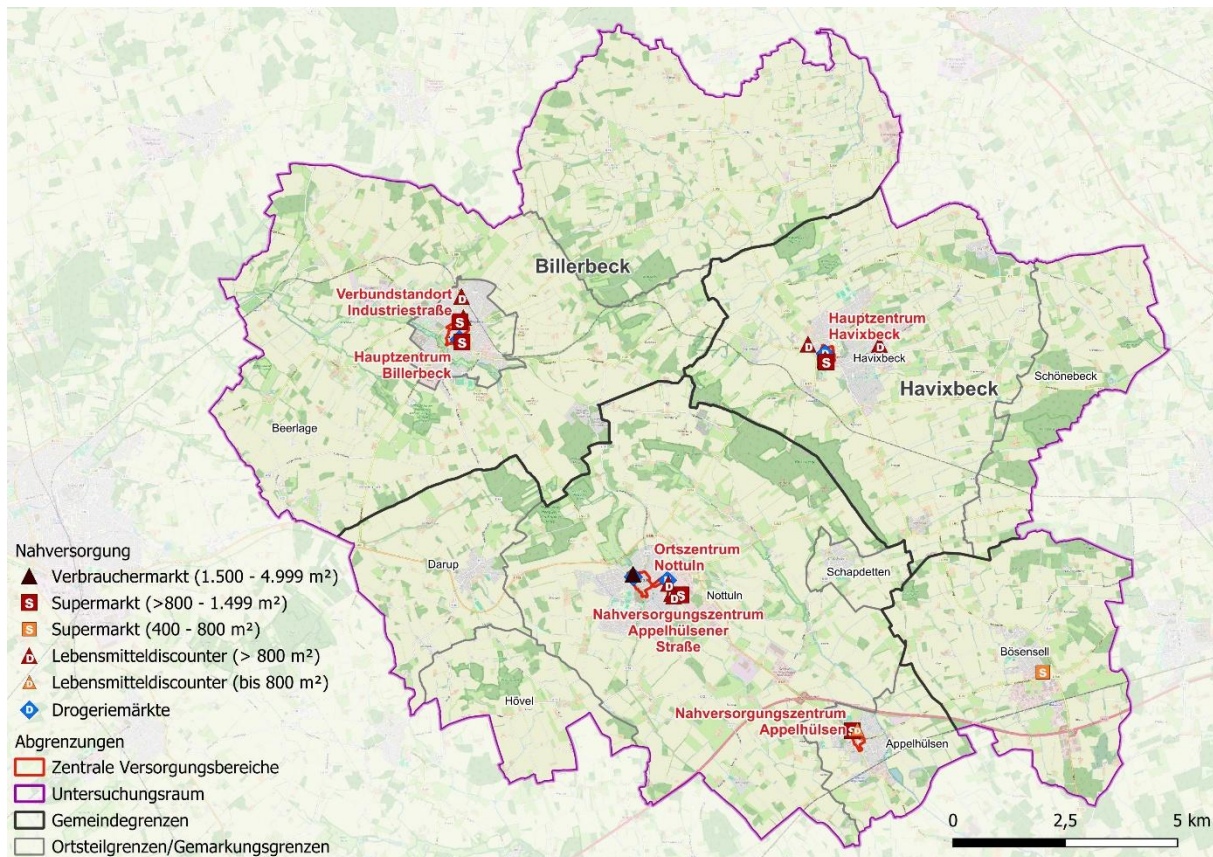 Billerbeck
Verbundstandort
Industriestraße
D
S
S
Hauptzentrum
Billerbeck
Beerlage
Hauptzentrum
Havixbeck
D
D
D
S
Havixbeck
Havixbeck
Schönebeck
Darup
Ortszentrum
Nottuln
Schapdetten
D
D
S
Nottuln
Nahversorgungszentrum
Appelhülsener
Straße
Bösensell
S
Hövel
Nahversorgungszentrum
Appelhülsen
S
D
Appelhülsen
Nahversorgung
Verbrauchermarkt (1.500 - 4.999 m²)
S Supermarkt (>800 - 1.499 m²)
S Supermarkt (400 - 800 m²)
D Lebensmitteldiscounter (> 800 m²)
D Lebensmitteldiscounter (bis 800 m²)
D Drogeriemärkte
Abgrenzungen
Zentrale Versorgungsbereiche
Untersuchungsraum
Gemeindegrenzen
Ortsteilgrenzen/Gemarkungsgrenzen
0 2,5 5 km